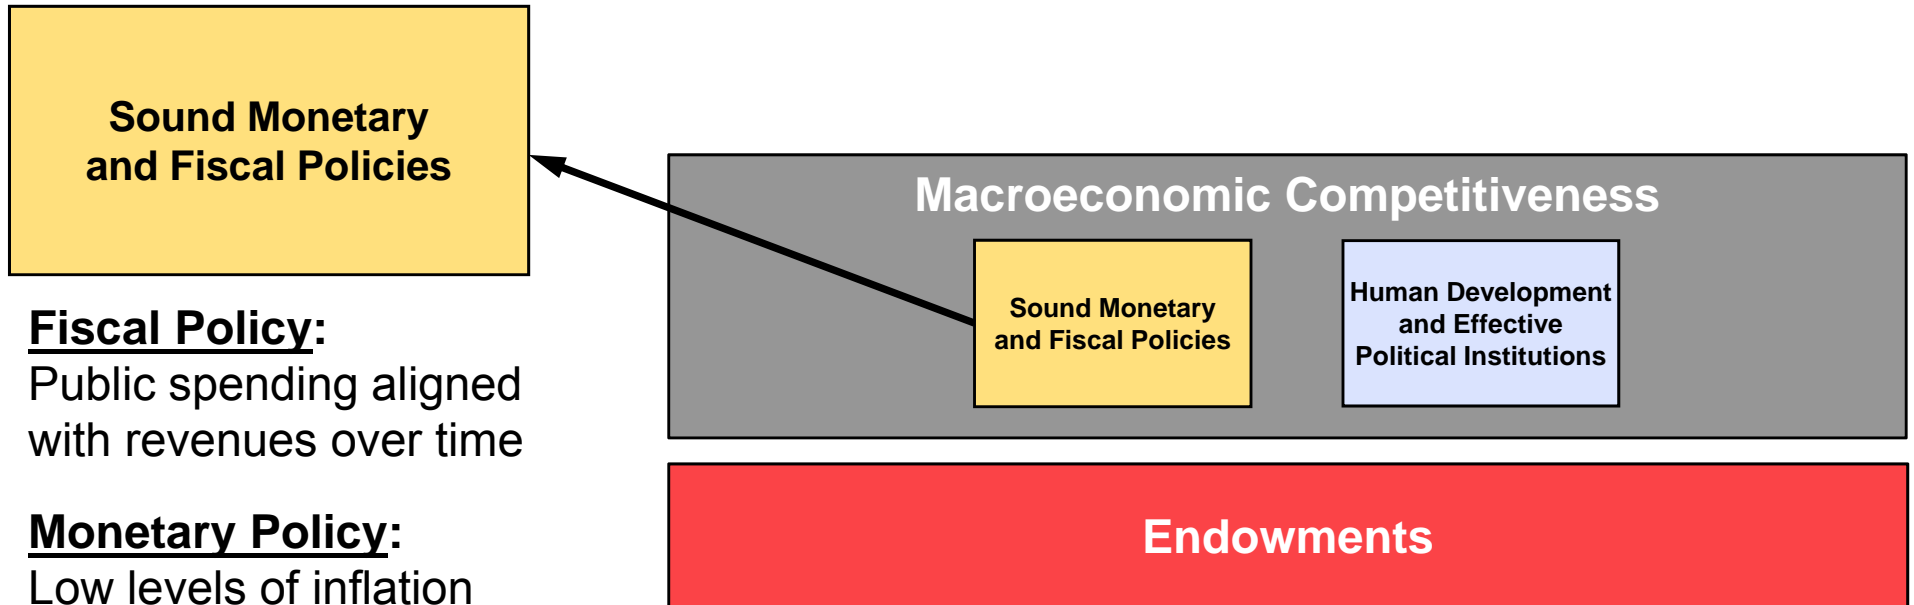 Sound Monetary
and Fiscal Policies
Fiscal Policy:
Public spending aligned
with revenues over time
Monetary Policy:
Low levels of inflation
Macroeconomic Competitiveness
Sound Monetary
and Fiscal Policies
Human Development
and Effective
Political Institutions
Endowments